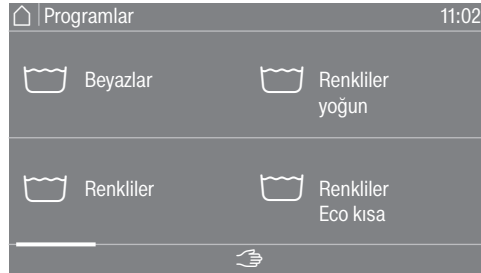 Programlar 11:02
Beyazlar
Renkliler
yoğun
Renkliler
Renkliler
Eco kısa